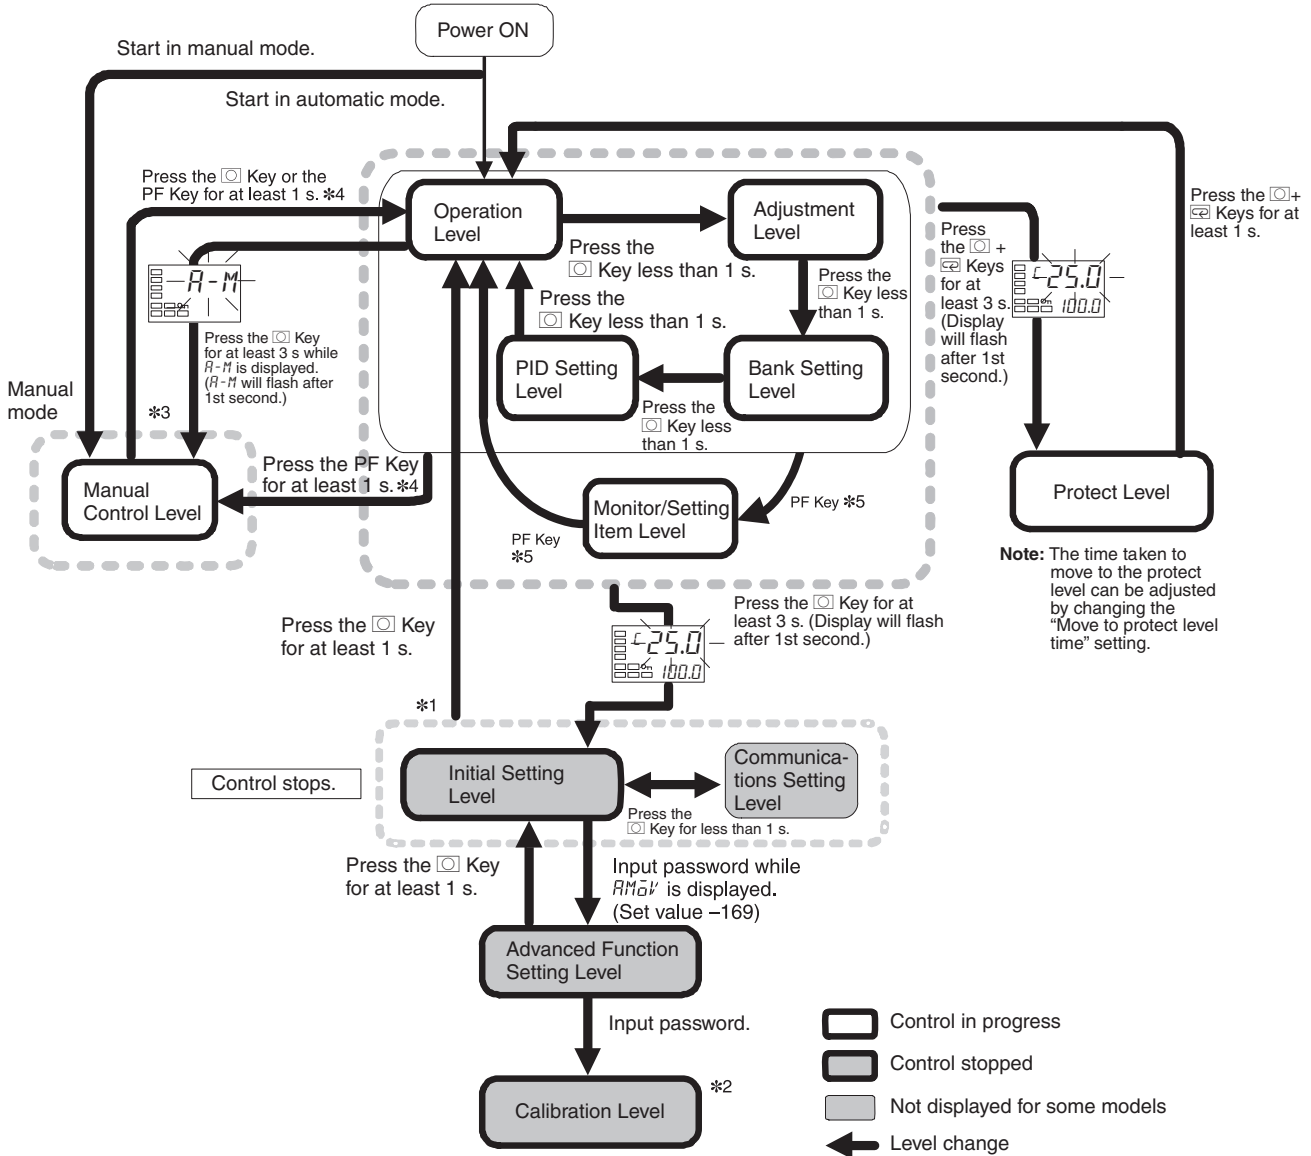 Power ON
Start in manual mode.
Start in automatic mode.
Press the Key or the
PF Key for at least 1 s. *4
Operation
Level
Adjustment
Level
Press the
Key less than 1 s.
Press the
Key less
than 1 s.
Press the
Key less than 1 s.
PID Setting
Level
Bank Setting
Level
Press the
Key less
than 1 s.
A-M
Press the Key
for at least 3 s while
A-M is displayed.
(A-M will flash after
1st second.)
Manual
mode
*3
Manual
Control Level
Press the PF Key
for at least 1 s. *4
Monitor/Setting
Item Level
PF Key *5
PF Key
*5
Press
the +
Keys
for at
least 3 s.
(Display
will flash
after 1st
second.)
C 25.0
100.0
Press the +
Keys for at
least 1 s.
Protect Level
Note: The time taken to
move to the protect
level can be adjusted
by changing the
“Move to protect level
time” setting.
Press the Key for at
least 3 s. (Display will flash
after 1st second.)
C 25.0
100.0
Press the Key
for at least 1 s.
*1
Control stops.
Initial Setting
Level
Communica-
tions Setting
Level
Press the
Key for less than 1 s.
Press the Key
for at least 1 s.
Input password while
AMOV is displayed.
(Set value –169)
Advanced Function
Setting Level
Input password.
Calibration Level
*2
Control in progress
Control stopped
Not displayed for some models
Level change